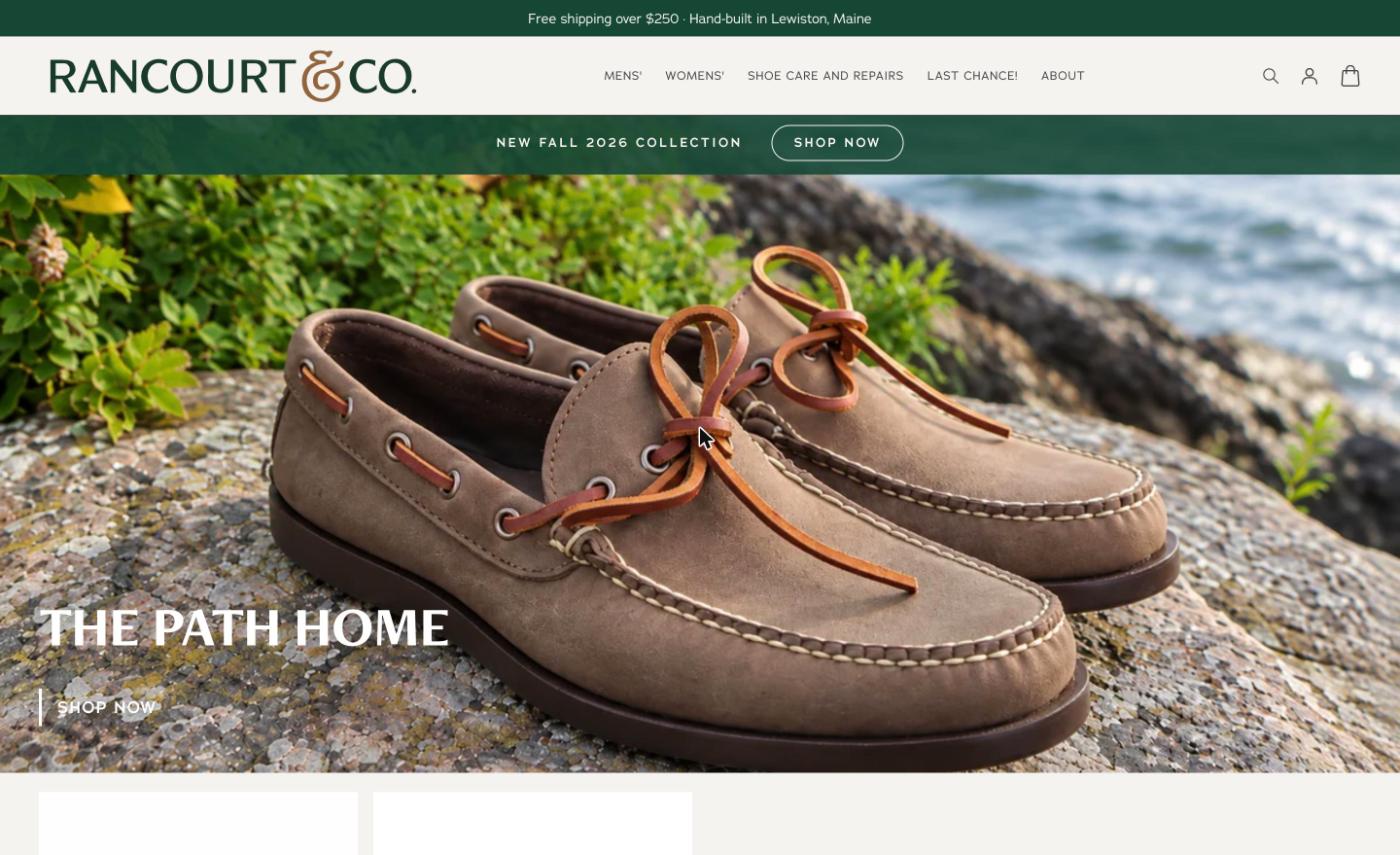 Free shipping over $250 · Hand-built in Lewiston, Maine
RANCOURT & CO.
MENS'
WOMENS'
SHOE CARE AND REPAIRS
LAST CHANCE!
ABOUT
NEW FALL 2026 COLLECTION
SHOP NOW
THE PATH HOME
SHOP NOW